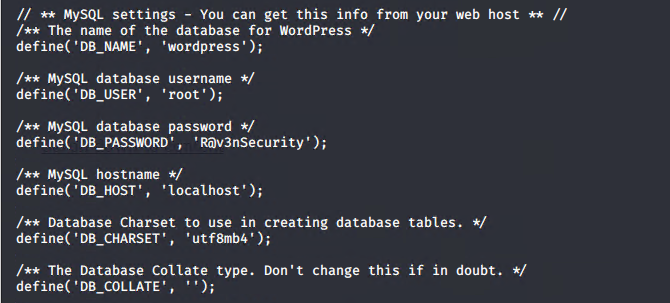 // ** MySQL settings - You can get this info from your web host ** //
/** The name of the database for WordPress */
define('DB_NAME', 'wordpress');
/** MySQL database username */
define('DB_USER', 'root');
/** MySQL database password */
define('DB_PASSWORD', 'R@v3nSecurity');
/** MySQL hostname */
define('DB_HOST', 'localhost');
/** Database Charset to use in creating database tables. */
define('DB_CHARSET', 'utf8mb4');
/** The Database Collate type. Don't change this if in doubt. */
define('DB_COLLATE', '');